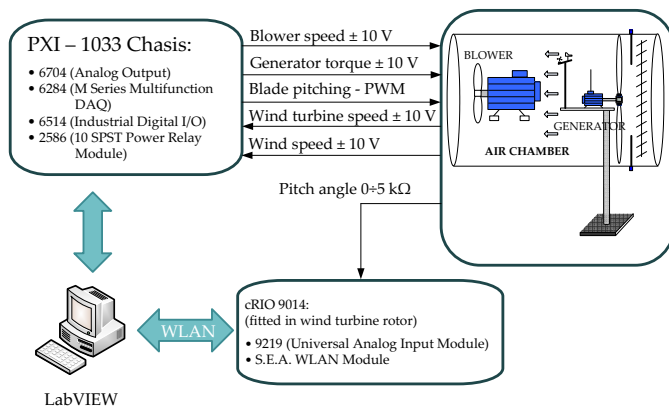 PXI – 1033 Chasis:
• 6704 (Analog Output)
• 6284 (M Series Multifunction
DAQ)
• 6514 (Industrial Digital I/O)
• 2586 (10 SPST Power Relay
Module)
Blower speed ± 10 V
Generator torque ± 10 V
Blade pitching - PWM
Wind turbine speed ± 10 V
Wind speed ± 10 V
BLOWER
GENERATOR
AIR CHAMBER
Pitch angle 0÷5 kΩ
cRIO 9014:
(fitted in wind turbine rotor)
• 9219 (Universal Analog Input Module)
• S.E.A. WLAN Module
WLAN
LabVIEW